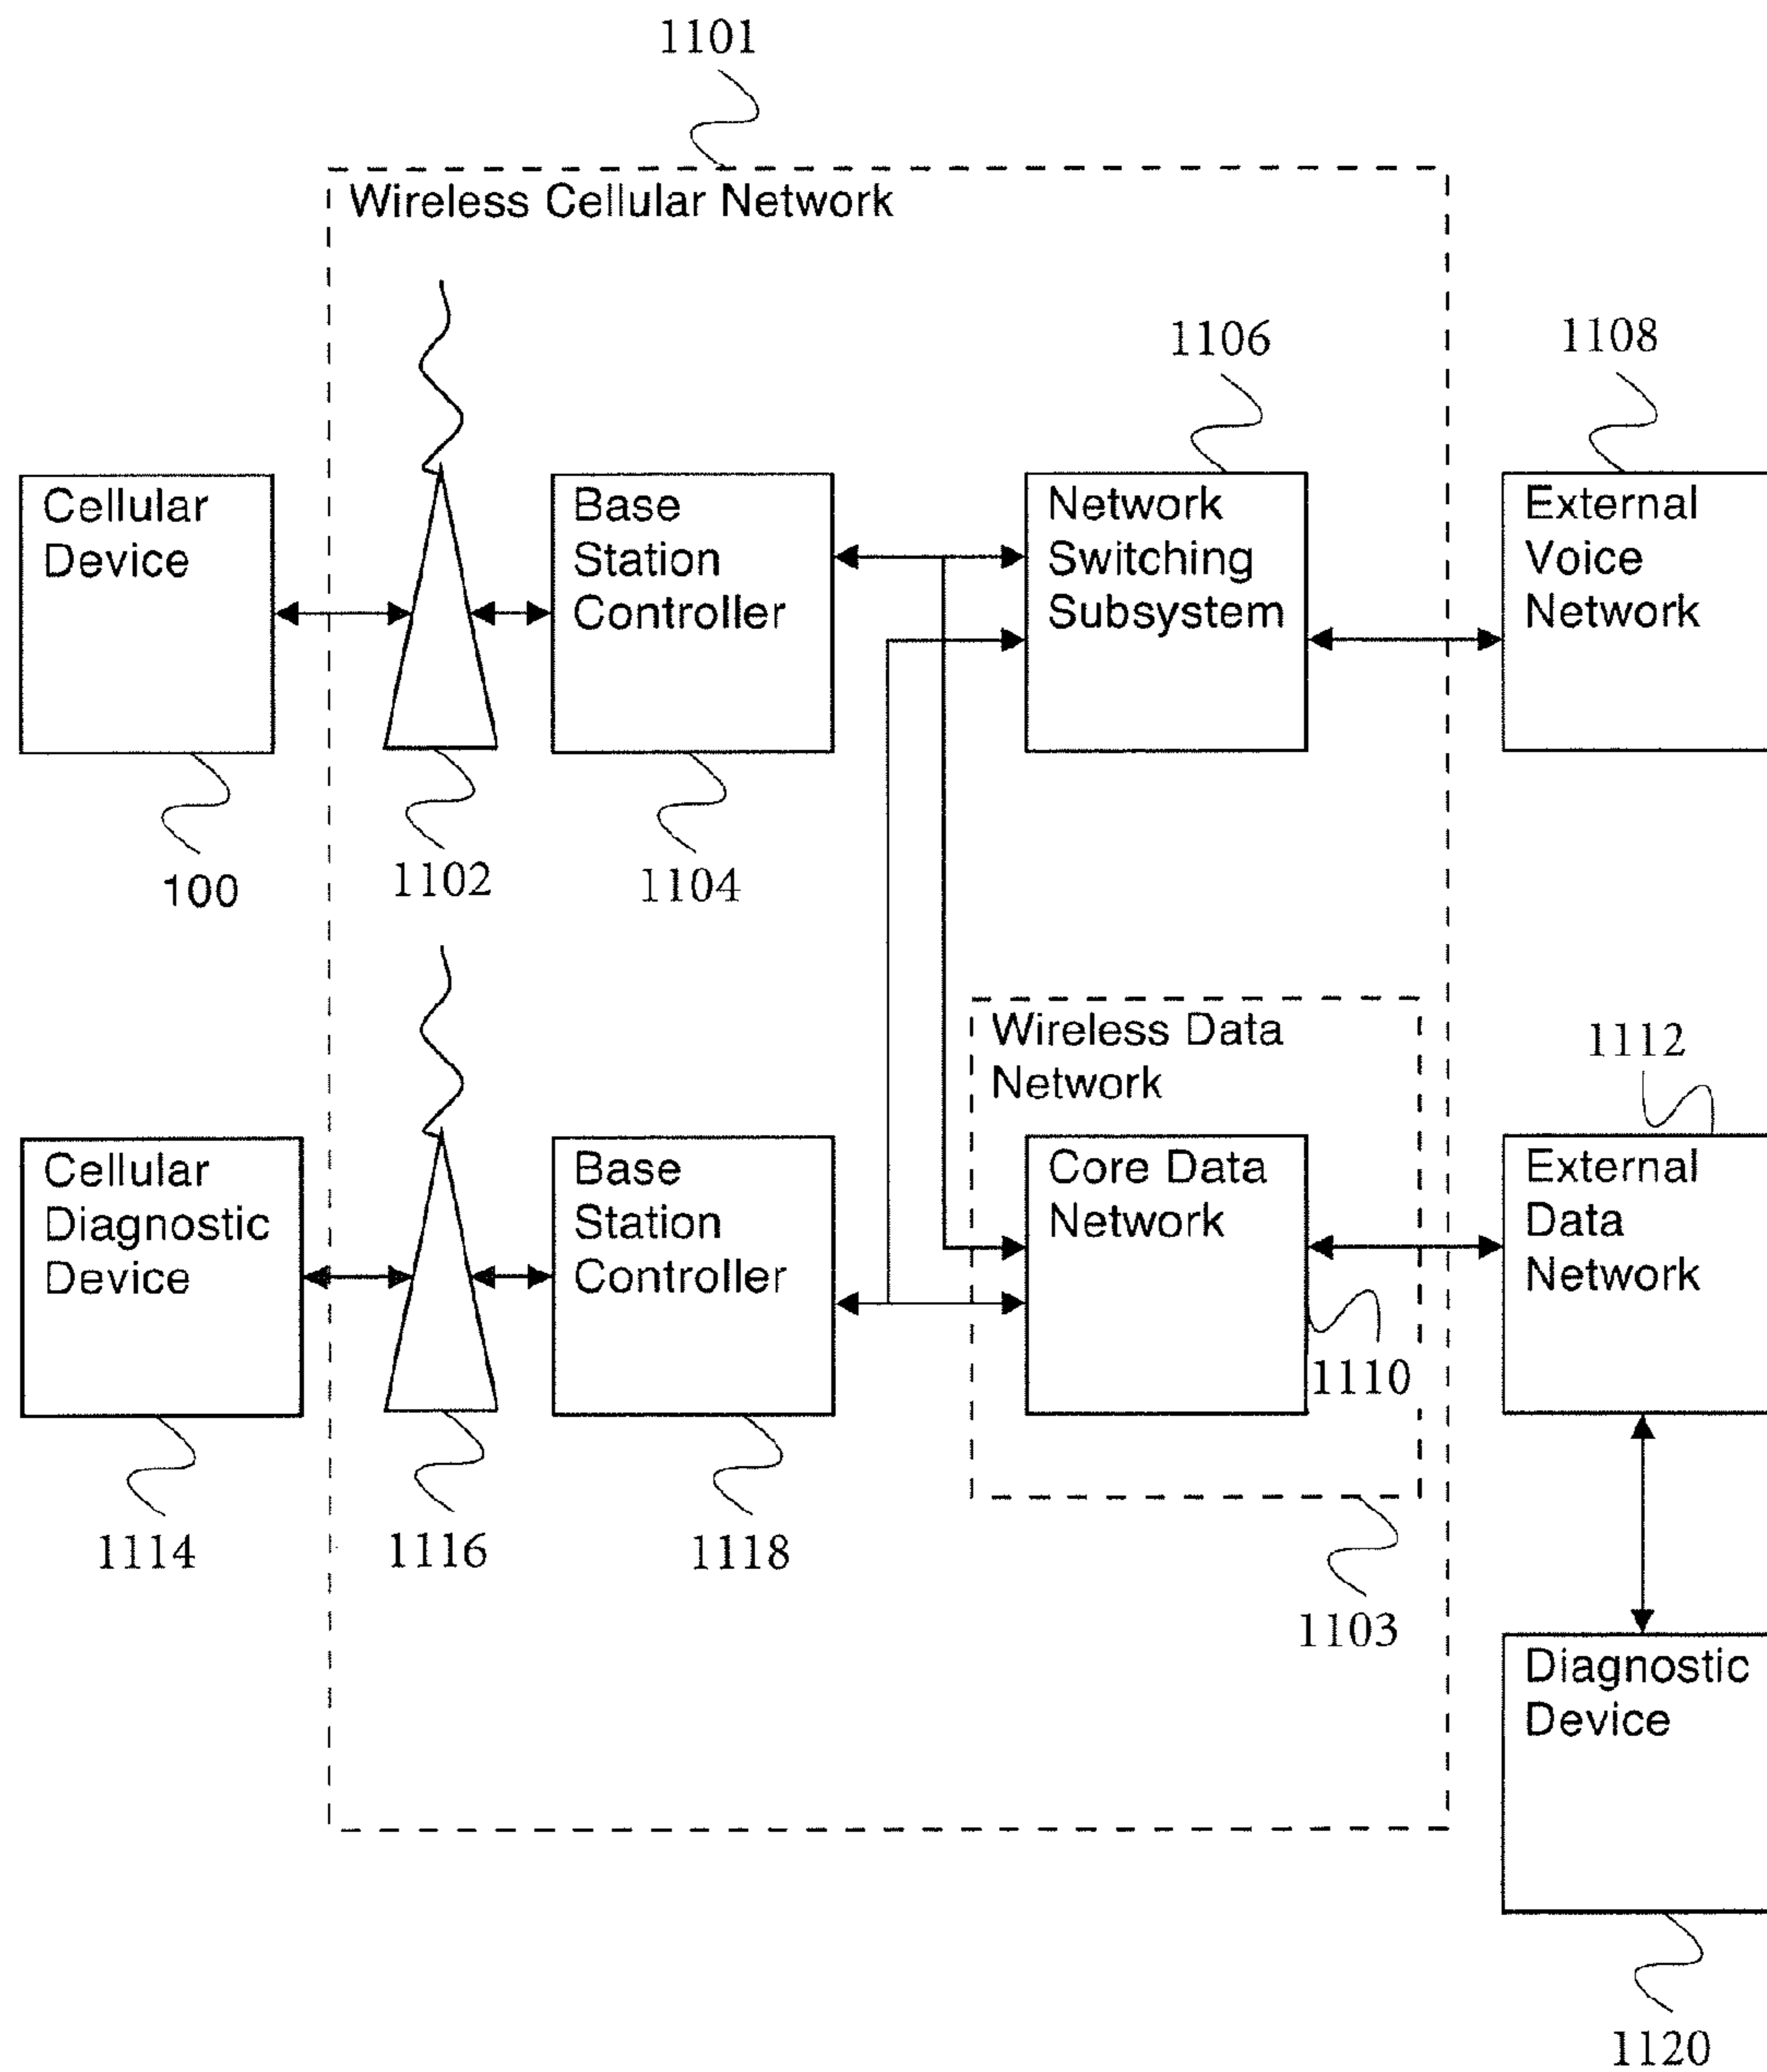 1101
Wireless Cellular Network
1106
1108
Cellular
Device
Base
Station
Controller
Network
Switching
Subsystem
External
Voice
Network
100
1102
1104
Wireless Data
Network
1112
Cellular
Diagnostic
Device
Base
Station
Controller
Core Data
Network
External
Data
Network
1110
1114
1116
1118
1103
Diagnostic
Device
1120